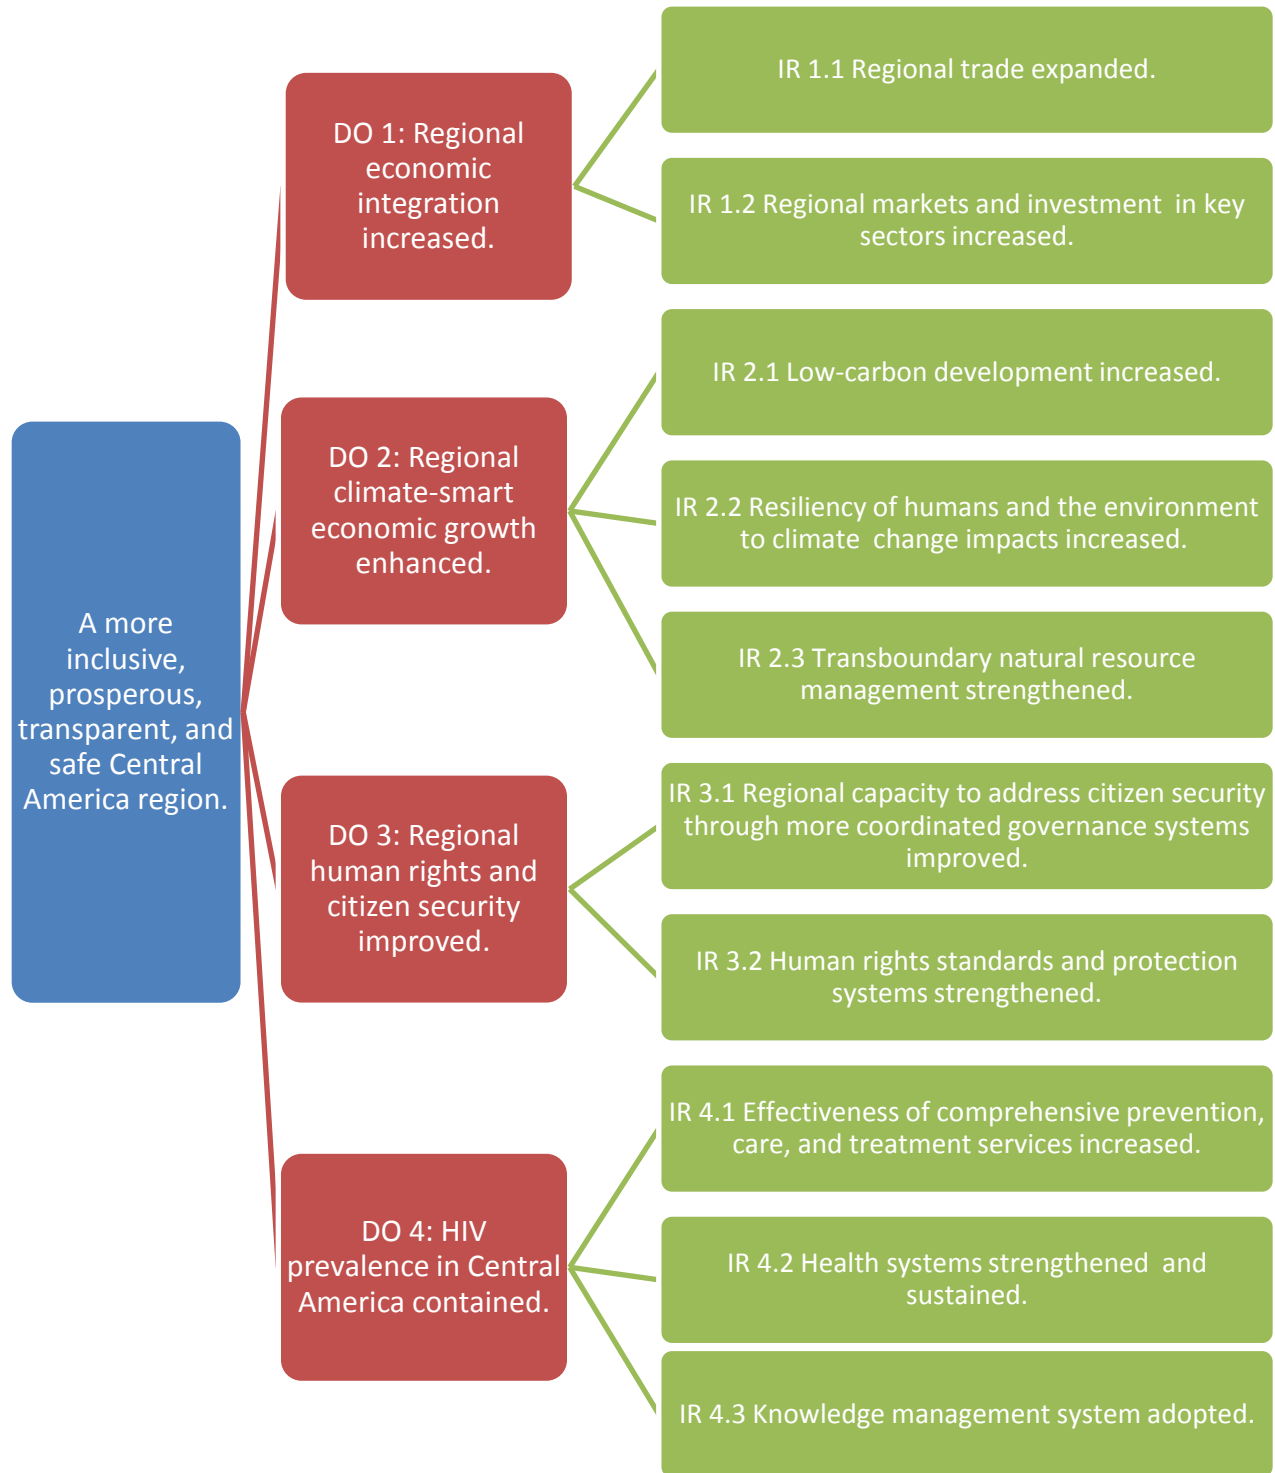 A more
inclusive,
prosperous,
transparent, and
safe Central
America region.
DO 1: Regional
economic
integration
increased.
IR 1.1 Regional trade expanded.
IR 1.2 Regional markets and investment  in key
sectors increased.
DO 2: Regional
climate-smart
economic growth
enhanced.
IR 2.1 Low-carbon development increased.
IR 2.2 Resiliency of humans and the environment
to climate  change impacts increased.
IR 2.3 Transboundary natural resource
management strengthened.
DO 3: Regional
human rights and
citizen security
improved.
IR 3.1 Regional capacity to address citizen security
through more coordinated governance systems
improved.
IR 3.2 Human rights standards and protection
systems strengthened.
DO 4: HIV
prevalence in Central
America contained.
IR 4.1 Effectiveness of comprehensive prevention,
care, and treatment services increased.
IR 4.2 Health systems strengthened  and
sustained.
IR 4.3 Knowledge management system adopted.